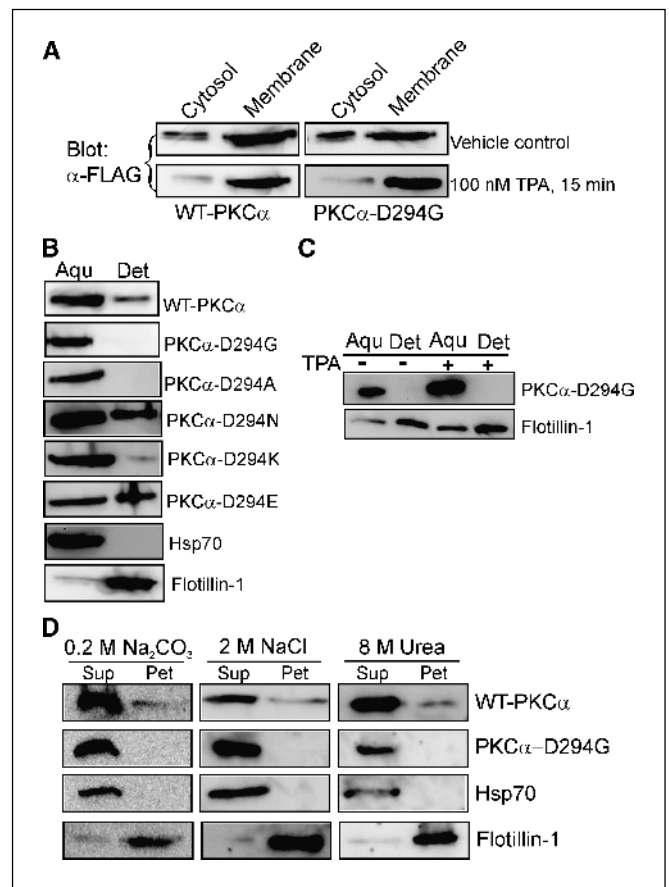 A
Cytosol Membrane Cytosol Membrane
Blot:
α-FLAG
Vehicle control
100 nM TPA, 15 min
WT-PKCα PKCα-D294G
B
Aqu Det
WT-PKCα
PKCα-D294G
PKCα-D294A
PKCα-D294N
PKCα-D294K
PKCα-D294E
Hsp70
Flotillin-1
C
Aqu Det Aqu Det
TPA - - + +
PKCα-D294G
Flotillin-1
D
0.2 M Na₂CO₃ 2 M NaCl 8 M Urea
Sup Pet Sup Pet Sup Pet
WT-PKCα
PKCα-D294G
Hsp70
Flotillin-1